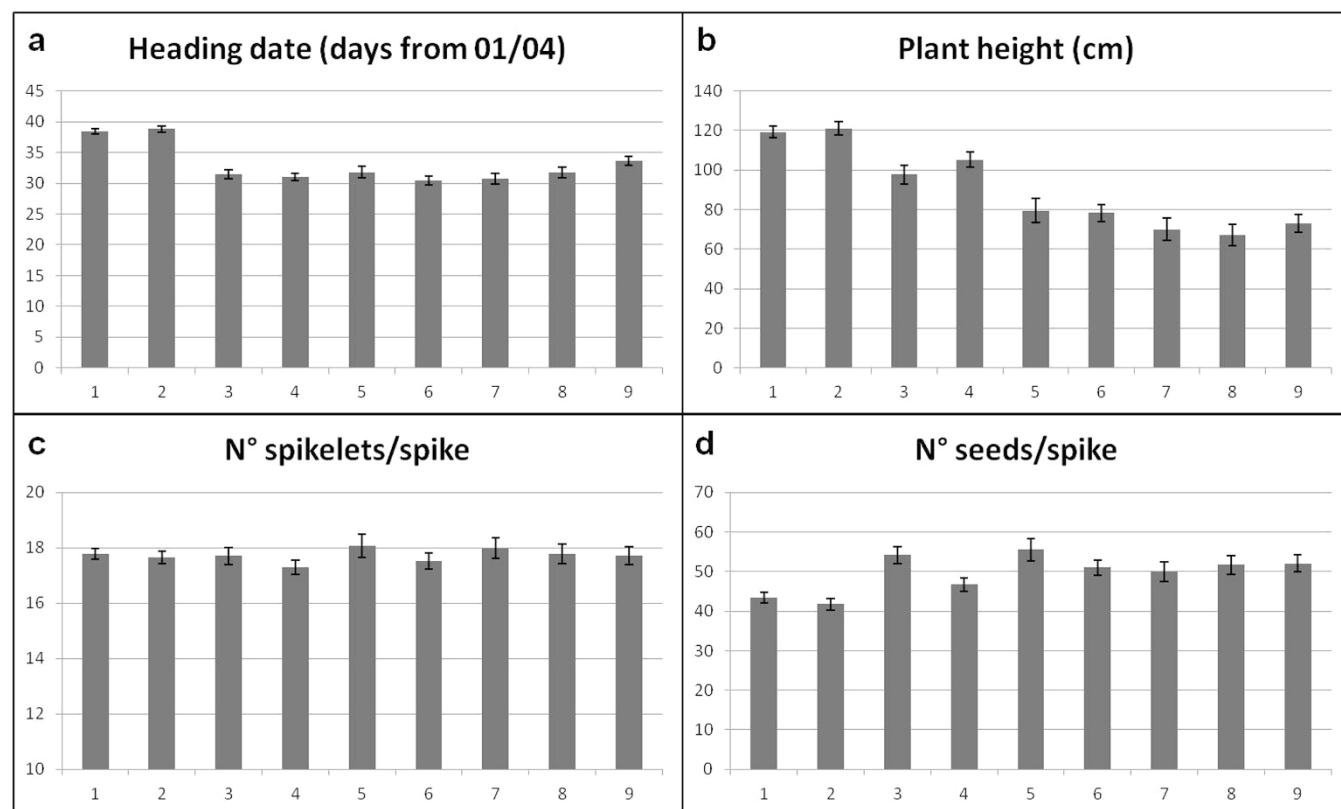 a
Heading date (days from 01/04)
45
40
35
30
25
20
15
10
5
0
1 2 3 4 5 6 7 8 9
b
Plant height (cm)
140
120
100
80
60
40
20
0
1 2 3 4 5 6 7 8 9
c
N° spikelets/spike
20
18
16
14
12
10
1 2 3 4 5 6 7 8 9
d
N° seeds/spike
70
60
50
40
30
20
10
0
1 2 3 4 5 6 7 8 9